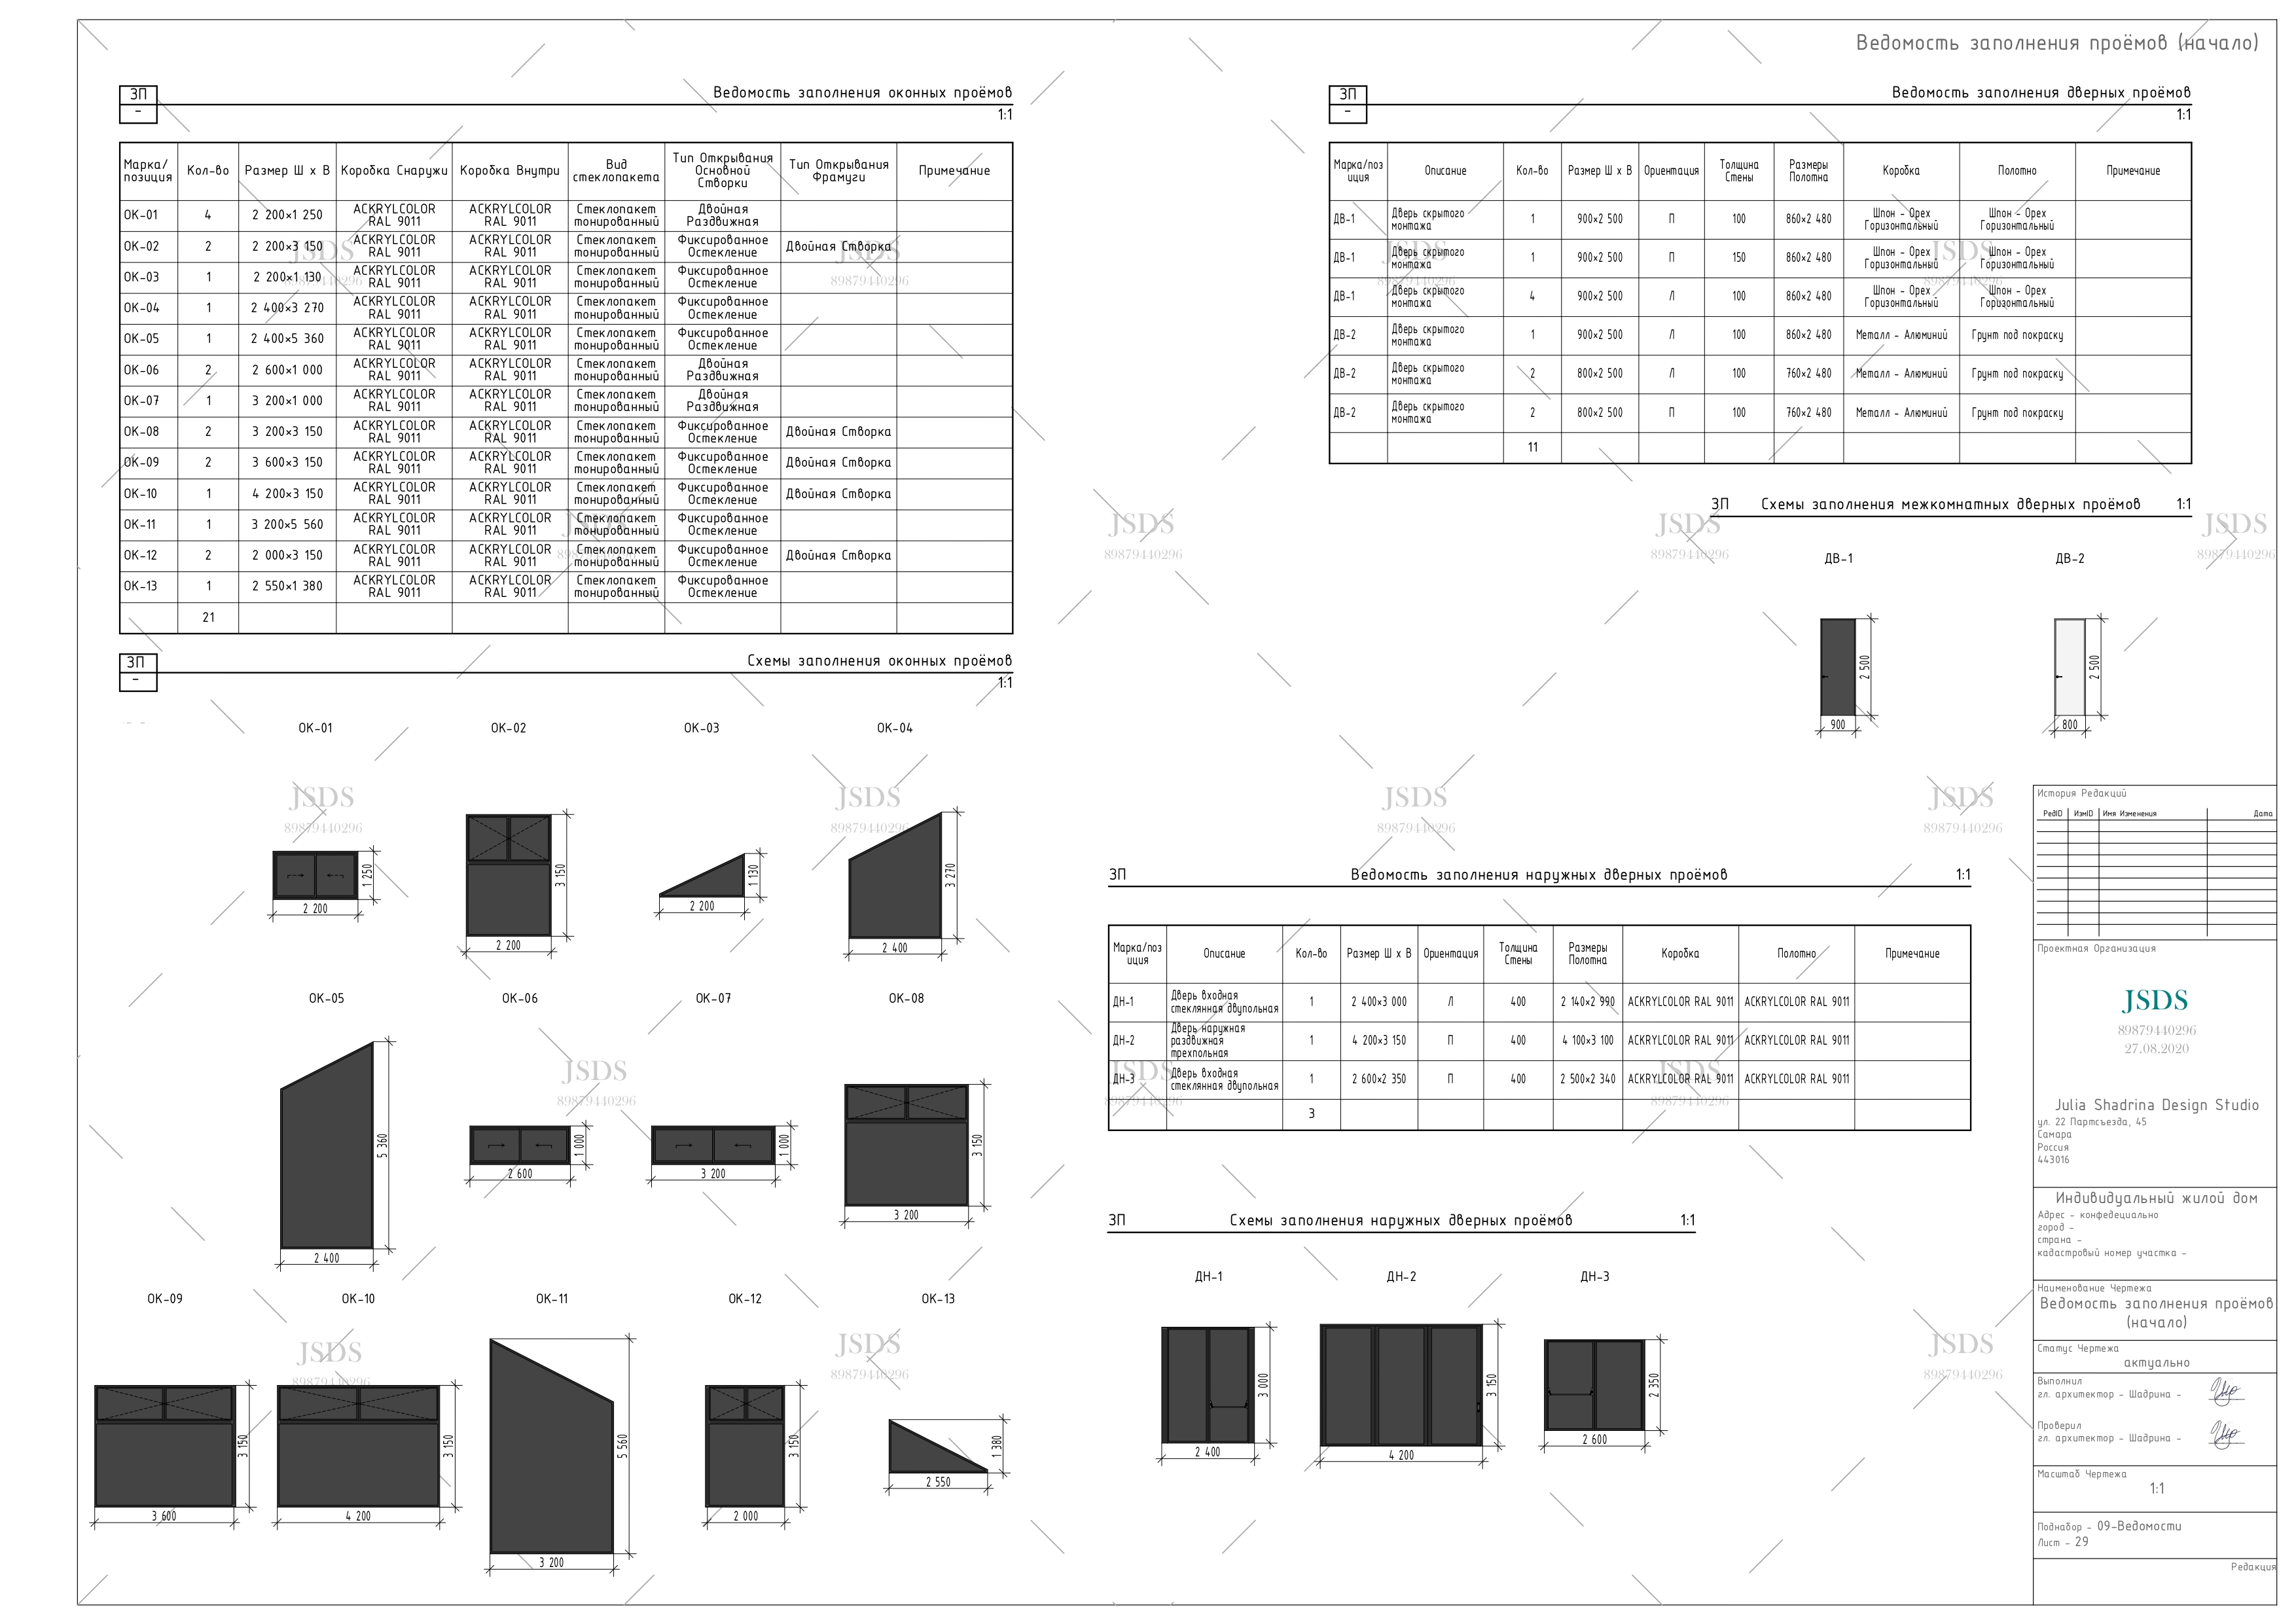 Ведомость заполнения проёмов (начало)
ЗП
-
Ведомость заполнения оконных проёмов
1:1
Марка/позиция Кол-во Размер Ш х В Коробка Снаружи Коробка Внутри Вид стеклопакета Тип Открывания Основной Створки Тип Открывания Фрамуги Примечание
ОК-01 4 2 200×1 250 ACKRYLCOLOR RAL 9011 ACKRYLCOLOR RAL 9011 Стеклопакет тонированный Двойная Раздвижная
ОК-02 2 2 200×3 150 ACKRYLCOLOR RAL 9011 ACKRYLCOLOR RAL 9011 Стеклопакет тонированный Фиксированное Остекление Двойная Створка
ОК-03 1 2 200×1 130 ACKRYLCOLOR RAL 9011 ACKRYLCOLOR RAL 9011 Стеклопакет тонированный Фиксированное Остекление
ОК-04 1 2 400×3 270 ACKRYLCOLOR RAL 9011 ACKRYLCOLOR RAL 9011 Стеклопакет тонированный Фиксированное Остекление
ОК-05 1 2 400×5 360 ACKRYLCOLOR RAL 9011 ACKRYLCOLOR RAL 9011 Стеклопакет тонированный Фиксированное Остекление
ОК-06 2 2 600×1 000 ACKRYLCOLOR RAL 9011 ACKRYLCOLOR RAL 9011 Стеклопакет тонированный Двойная Раздвижная
ОК-07 1 3 200×1 000 ACKRYLCOLOR RAL 9011 ACKRYLCOLOR RAL 9011 Стеклопакет тонированный Двойная Раздвижная
ОК-08 2 3 200×3 150 ACKRYLCOLOR RAL 9011 ACKRYLCOLOR RAL 9011 Стеклопакет тонированный Фиксированное Остекление Двойная Створка
ОК-09 2 3 600×3 150 ACKRYLCOLOR RAL 9011 ACKRYLCOLOR RAL 9011 Стеклопакет тонированный Фиксированное Остекление Двойная Створка
ОК-10 1 4 200×3 150 ACKRYLCOLOR RAL 9011 ACKRYLCOLOR RAL 9011 Стеклопакет тонированный Фиксированное Остекление Двойная Створка
ОК-11 1 3 200×5 560 ACKRYLCOLOR RAL 9011 ACKRYLCOLOR RAL 9011 Стеклопакет тонированный Фиксированное Остекление
ОК-12 2 2 000×3 150 ACKRYLCOLOR RAL 9011 ACKRYLCOLOR RAL 9011 Стеклопакет тонированный Фиксированное Остекление Двойная Створка
ОК-13 1 2 550×1 380 ACKRYLCOLOR RAL 9011 ACKRYLCOLOR RAL 9011 Стеклопакет тонированный Фиксированное Остекление
21
ЗП
-
Схемы заполнения оконных проёмов
1:1
ОК-01 ОК-02 ОК-03 ОК-04
1 250
2 200
3 150
2 200
1 130
2 200
3 270
2 400
ОК-05 ОК-06 ОК-07 ОК-08
5 360
2 400
1 000
2 600
1 000
3 200
3 150
3 200
ОК-09 ОК-10 ОК-11 ОК-12 ОК-13
3 150
3 600
3 150
4 200
5 560
3 200
3 150
2 000
1 380
2 550
ЗП
-
Ведомость заполнения дверных проёмов
1:1
Марка/позиция Описание Кол-во Размер Ш х В Ориентация Толщина Стены Размеры Полотна Коробка Полотно Примечание
ДВ-1 Дверь скрытого монтажа 1 900×2 500 П 100 860×2 480 Шпон - Орех Горизонтальный Шпон - Орех Горизонтальный
ДВ-1 Дверь скрытого монтажа 1 900×2 500 П 150 860×2 480 Шпон - Орех Горизонтальный Шпон - Орех Горизонтальный
ДВ-1 Дверь скрытого монтажа 4 900×2 500 Л 100 860×2 480 Шпон - Орех Горизонтальный Шпон - Орех Горизонтальный
ДВ-2 Дверь скрытого монтажа 1 900×2 500 Л 100 860×2 480 Металл - Алюминий Грунт под покраску
ДВ-2 Дверь скрытого монтажа 2 800×2 500 Л 100 760×2 480 Металл - Алюминий Грунт под покраску
ДВ-2 Дверь скрытого монтажа 2 800×2 500 П 100 760×2 480 Металл - Алюминий Грунт под покраску
11
ЗП Схемы заполнения межкомнатных дверных проёмов 1:1
ДВ-1 ДВ-2
2 500
900
2 500
800
ЗП Ведомость заполнения наружных дверных проёмов 1:1
Марка/позиция Описание Кол-во Размер Ш х В Ориентация Толщина Стены Размеры Полотна Коробка Полотно Примечание
ДН-1 Дверь входная стеклянная двупольная 1 2 400×3 000 Л 400 2 140×2 990 ACKRYLCOLOR RAL 9011 ACKRYLCOLOR RAL 9011
ДН-2 Дверь наружная раздвижная трехпольная 1 4 200×3 150 П 400 4 100×3 100 ACKRYLCOLOR RAL 9011 ACKRYLCOLOR RAL 9011
ДН-3 Дверь входная стеклянная двупольная 1 2 600×2 350 П 400 2 500×2 340 ACKRYLCOLOR RAL 9011 ACKRYLCOLOR RAL 9011
3
ЗП Схемы заполнения наружных дверных проёмов 1:1
ДН-1 ДН-2 ДН-3
3 000
2 400
3 150
4 200
2 350
2 600
История Редакций
РедID ИзмID Имя Изменения Дата
Проектная Организация
JSDS
89879440296
27.08.2020
Julia Shadrina Design Studio
ул. 22 Партсъезда, 45
Самара
Россия
443016
Индивидуальный жилой дом
Адрес - конфедециально
город -
страна -
кадастровый номер участка -
Наименование Чертежа
Ведомость заполнения проёмов
(начало)
Статус Чертежа
актуально
Выполнил
гл. архитектор - Шадрина -
Проверил
гл. архитектор - Шадрина -
Масштаб Чертежа
1:1
Поднабор - 09-Ведомости
Лист - 29
Редакция